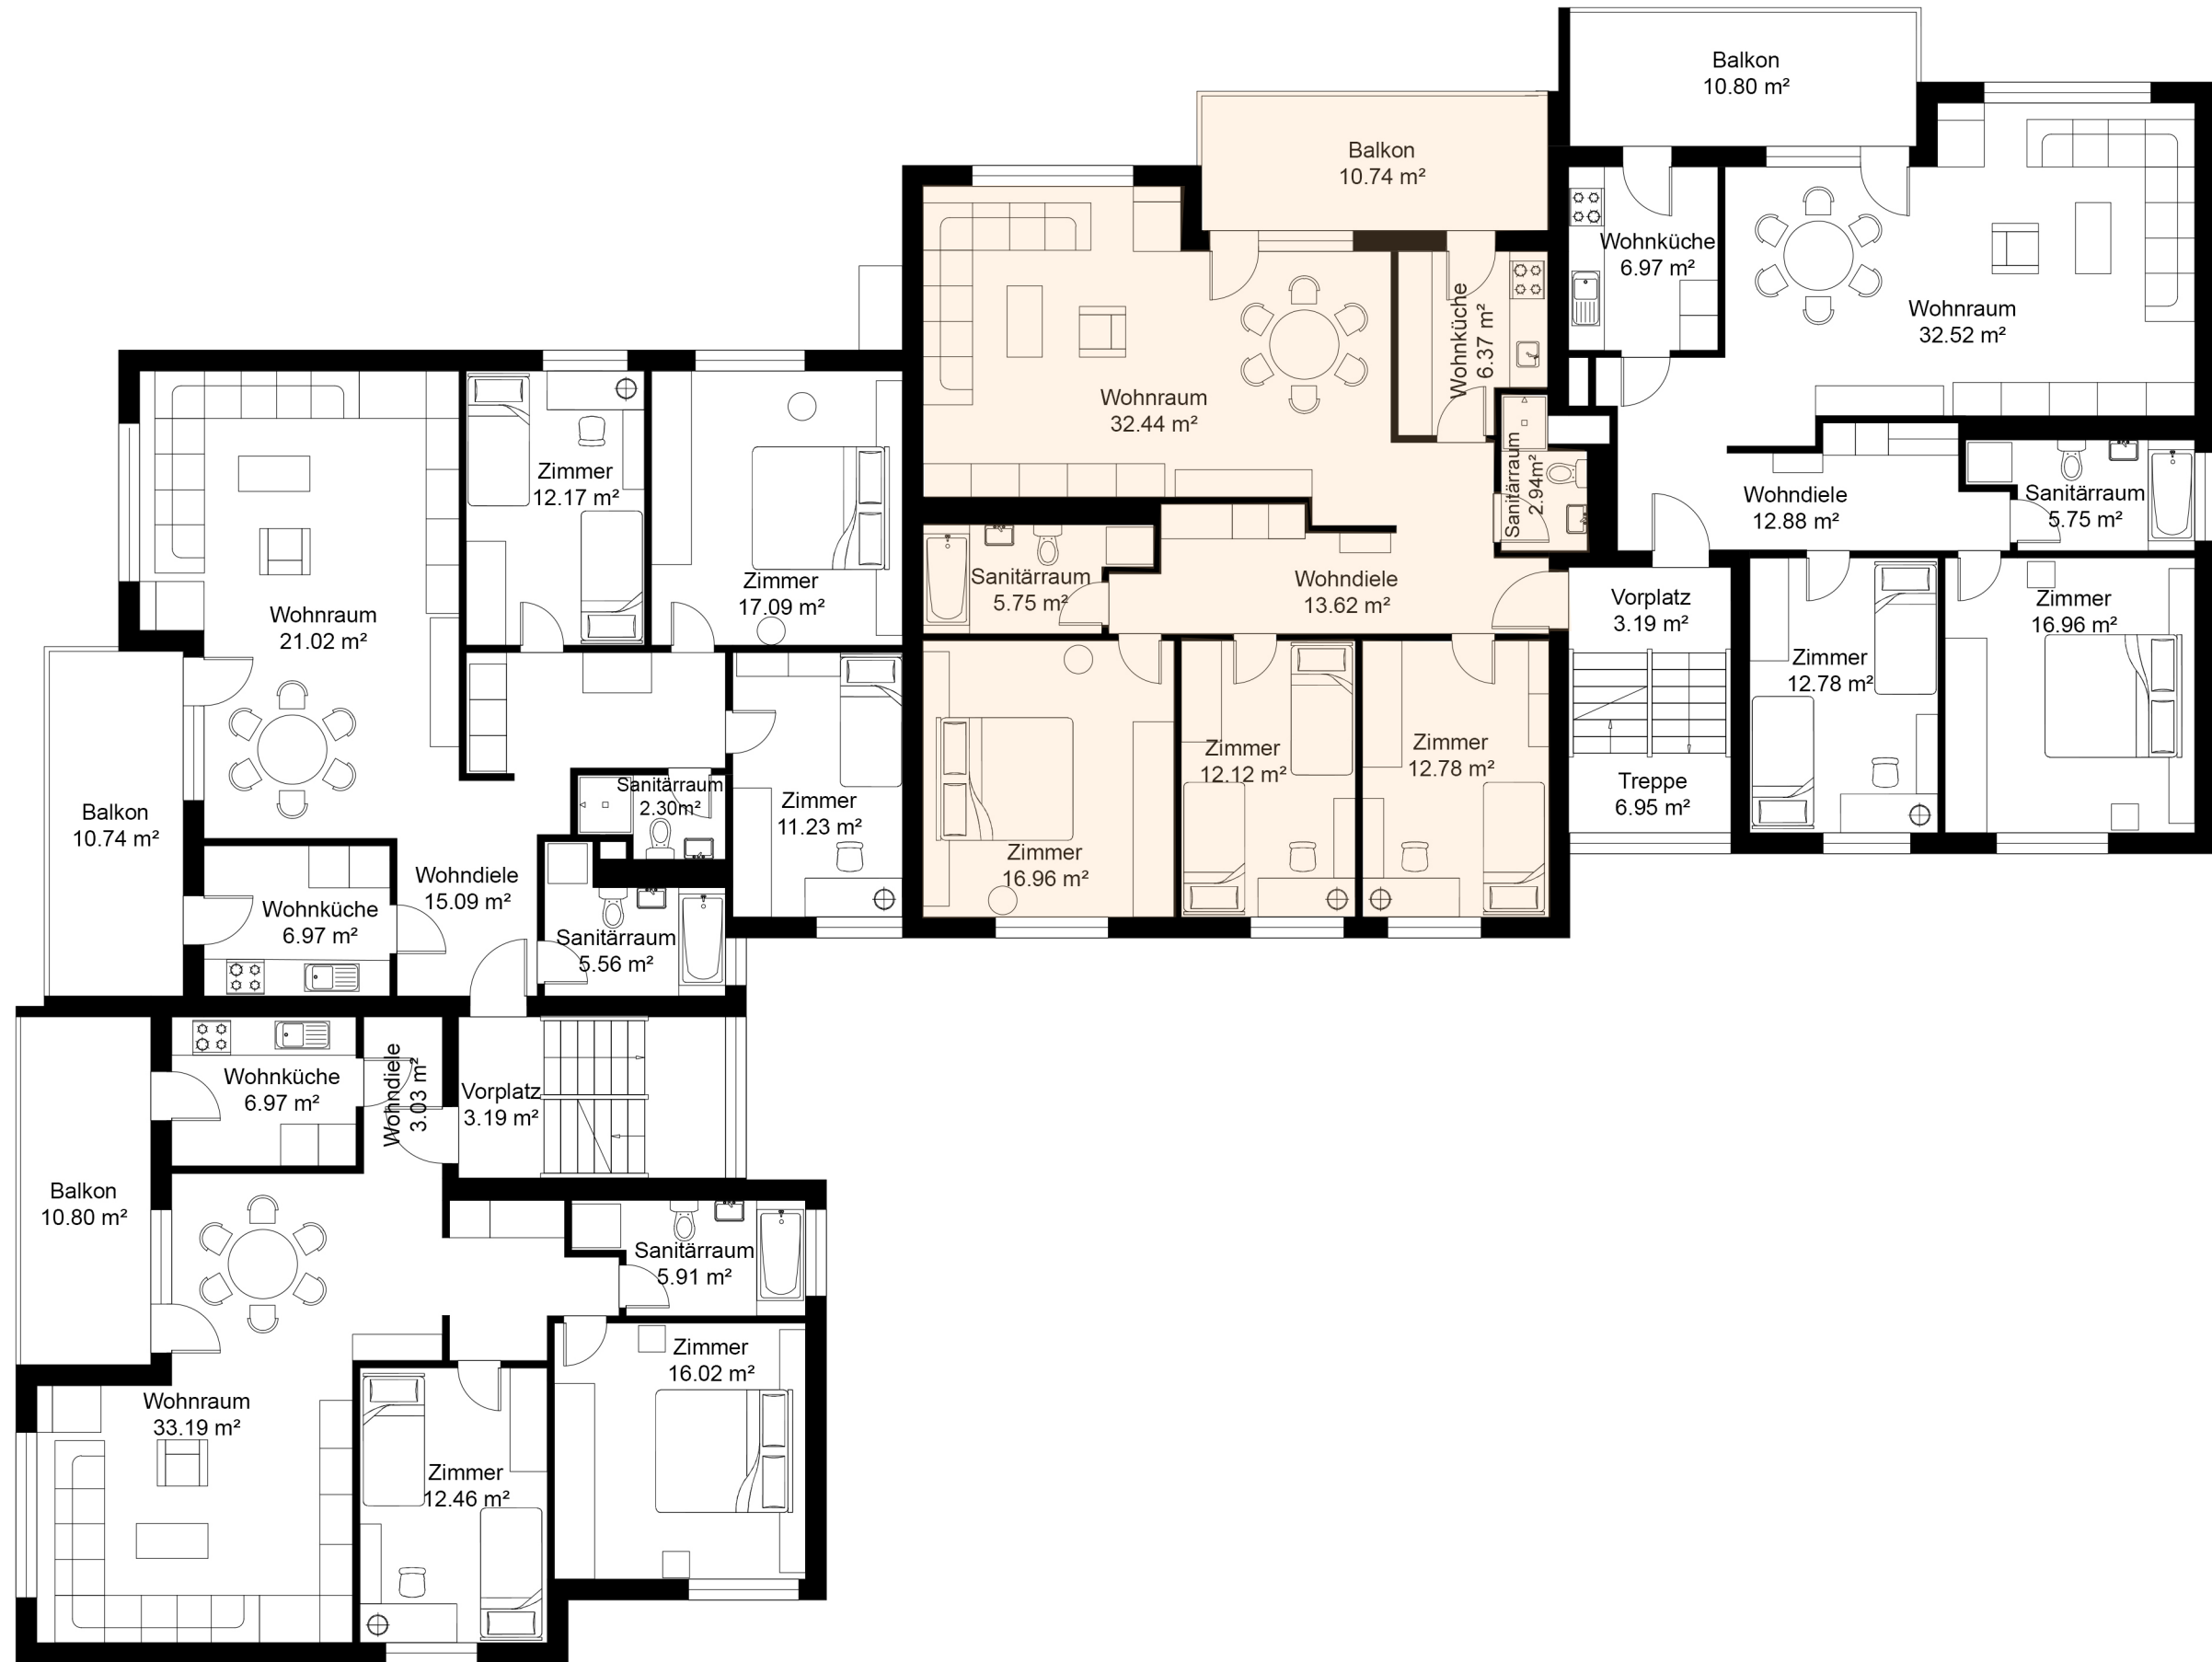 Balkon
10.80 m²
Wohnküche
6.97 m²
Wohnraum
32.52 m²
Wohndiele
12.88 m²
Sanitärraum
5.75 m²
Zimmer
12.78 m²
Zimmer
16.96 m²
Vorplatz
3.19 m²
Treppe
6.95 m²
Balkon
10.74 m²
Wohnraum
32.44 m²
Wohnküche
6.37 m²
Sanitärraum
2.94m²
Sanitärraum
5.75 m²
Wohndiele
13.62 m²
Zimmer
16.96 m²
Zimmer
12.12 m²
Zimmer
12.78 m²
Zimmer
12.17 m²
Zimmer
17.09 m²
Wohnraum
21.02 m²
Balkon
10.74 m²
Sanitärraum
2.30m²
Zimmer
11.23 m²
Wohndiele
15.09 m²
Wohnküche
6.97 m²
Sanitärraum
5.56 m²
Wohnküche
6.97 m²
Wohndiele
3.03 m²
Vorplatz
3.19 m²
Balkon
10.80 m²
Sanitärraum
5.91 m²
Zimmer
16.02 m²
Wohnraum
33.19 m²
Zimmer
12.46 m²